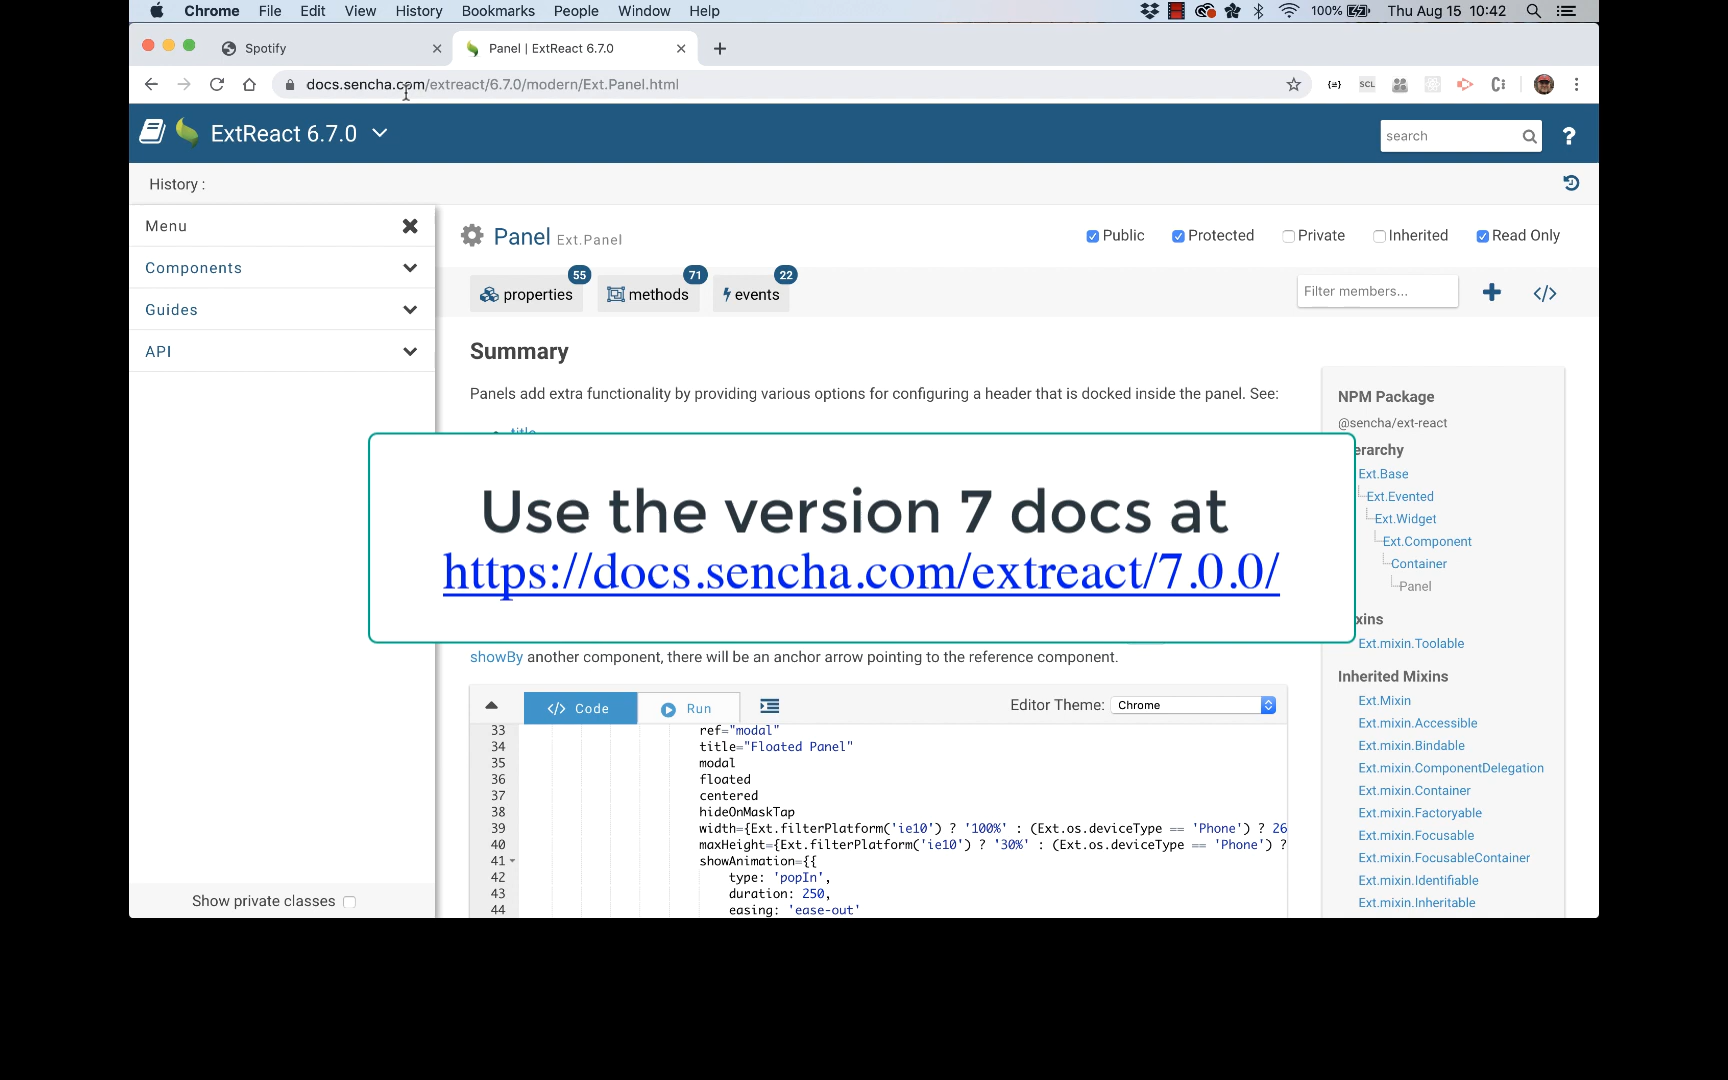 Chrome File Edit View History Bookmarks People Window Help 100% Thu Aug 15 10:42
Spotify Panel | ExtReact 6.7.0
docs.sencha.com/extreact/6.7.0/modern/Ext.Panel.html SCL
ExtReact 6.7.0 search ?
History :
Menu
Components
Guides
API
Show private classes
Panel Ext.Panel Public Protected Private Inherited Read Only
properties 55 methods 71 events 22 Filter members...
Summary
Panels add extra functionality by providing various options for configuring a header that is docked inside the panel. See:
title
Use the version 7 docs at
https://docs.sencha.com/extreact/7.0.0/
showBy another component, there will be an anchor arrow pointing to the reference component.
</> Code Run Editor Theme: Chrome
33 ref="modal"
34 title="Floated Panel"
35 modal
36 floated
37 centered
38 hideOnMaskTap
39 width={Ext.filterPlatform('ie10') ? '100%' : (Ext.os.deviceType == 'Phone') ? 26
40 maxHeight={Ext.filterPlatform('ie10') ? '30%' : (Ext.os.deviceType == 'Phone') ?
41 showAnimation={{
42 type: 'popIn',
43 duration: 250,
44 easing: 'ease-out'
NPM Package
@sencha/ext-react
erarchy
Ext.Base
Ext.Evented
Ext.Widget
Ext.Component
Container
Panel
xins
Ext.mixin.Toolable
Inherited Mixins
Ext.Mixin
Ext.mixin.Accessible
Ext.mixin.Bindable
Ext.mixin.ComponentDelegation
Ext.mixin.Container
Ext.mixin.Factoryable
Ext.mixin.Focusable
Ext.mixin.FocusableContainer
Ext.mixin.Identifiable
Ext.mixin.Inheritable